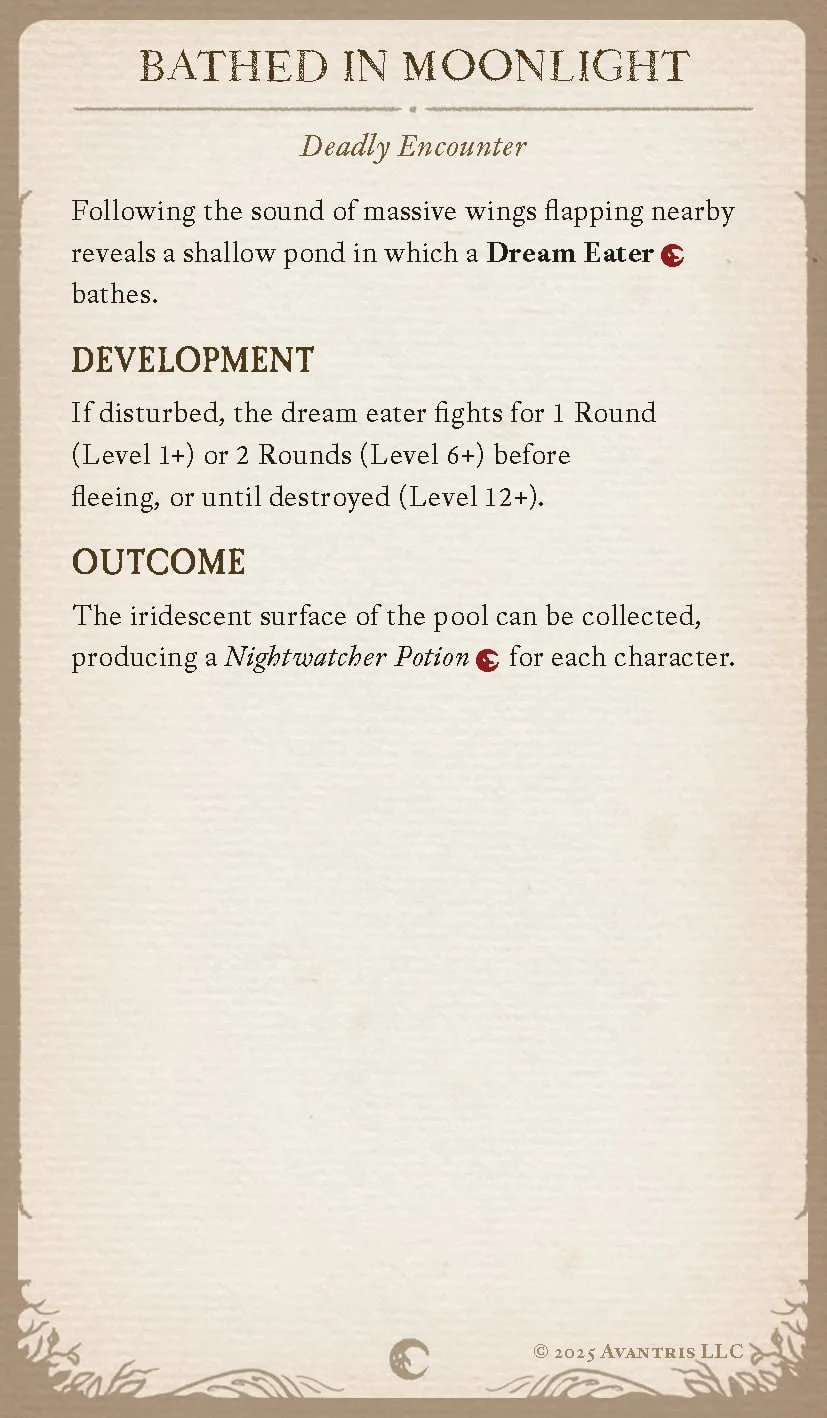 BATHED IN MOONLIGHT
Deadly Encounter
Following the sound of massive wings flapping nearby
reveals a shallow pond in which a Dream Eater
bathes.
DEVELOPMENT
If disturbed, the dream eater fights for 1 Round
(Level 1+) or 2 Rounds (Level 6+) before
fleeing, or until destroyed (Level 12+).
OUTCOME
The iridescent surface of the pool can be collected,
producing a Nightwatcher Potion for each character.
© 2025 AVANTRIS LLC